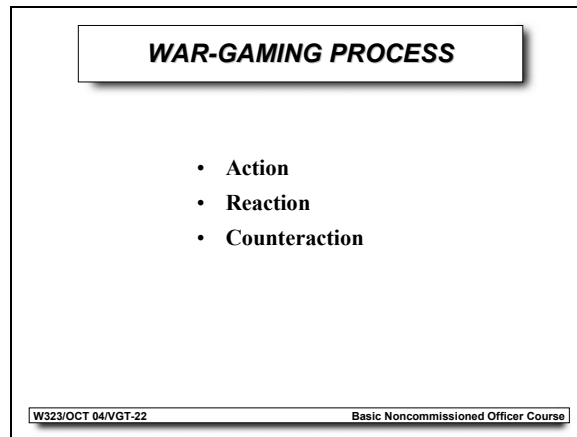 WAR-GAMING PROCESS
• Action
• Reaction
• Counteraction
W323/OCT 04/VGT-22 Basic Noncommissioned Officer Course